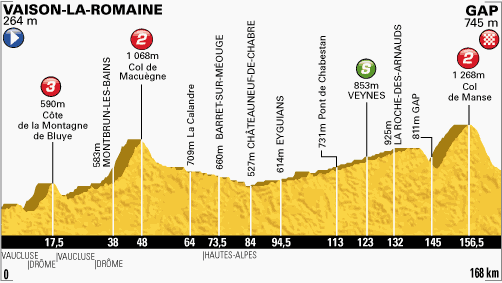 VAISON-LA-ROMAINE
264 m
GAP
745 m
3
590m
Côte
de la Montagne
de Bluye
583m
MONTBRUN-LES-BAINS
2
1 068m
Col de
Macuègne
709m La Calandre
660m BARRET-SUR-MÉOUGE
527m CHÂTEAUNEUF-DE-CHABRE
614m EYGUIANS
731m Pont de Chabestan
S
853m
VEYNES
925m
LA ROCHE-DES-ARNAUDS
811m GAP
2
1 268m
Col
de Manse
17,5 38 48 64 73,5 84 94,5 113 123 132 145 156,5
VAUCLUSE |DRÔME |VAUCLUSE |DRÔME |HAUTES-ALPES
0 168 km